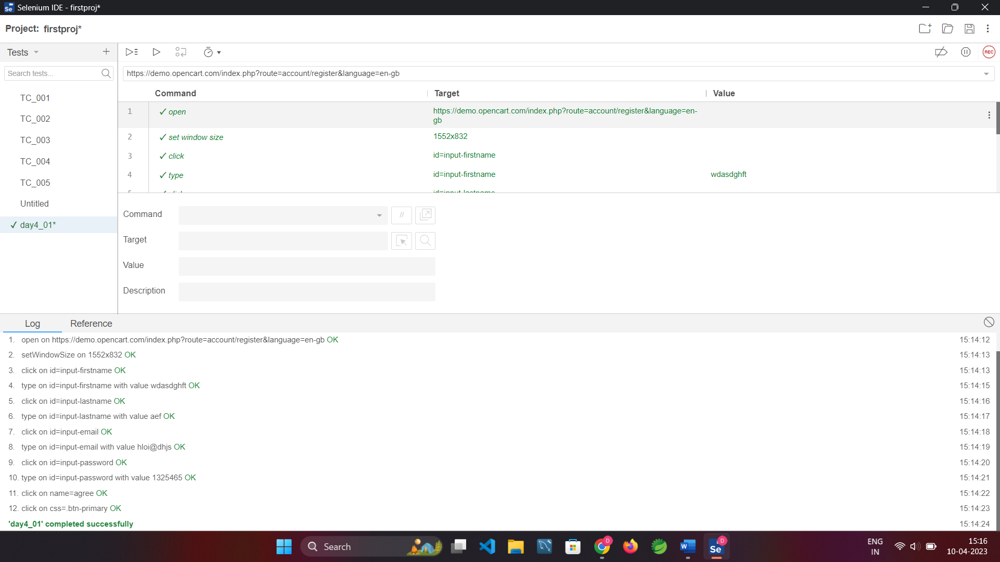 Selenium IDE - firstproj*
Project: firstproj*
Tests
Search tests...
TC_001
TC_002
TC_003
TC_004
TC_005
Untitled
✓ day4_01*
REC
https://demo.opencart.com/index.php?route=account/register&language=en-gb
Command Target Value
1 ✓ open https://demo.opencart.com/index.php?route=account/register&language=en-
gb
2 ✓ set window size 1552x832
3 ✓ click id=input-firstname
4 ✓ type id=input-firstname wdasdghft
5 ✓ click id=input-lastname
Command //
Target
Value
Description
Log Reference
1. open on https://demo.opencart.com/index.php?route=account/register&language=en-gb OK 15:14:12
2. setWindowSize on 1552x832 OK 15:14:13
3. click on id=input-firstname OK 15:14:13
4. type on id=input-firstname with value wdasdghft OK 15:14:15
5. click on id=input-lastname OK 15:14:16
6. type on id=input-lastname with value aef OK 15:14:17
7. click on id=input-email OK 15:14:18
8. type on id=input-email with value hloi@dhjs OK 15:14:19
9. click on id=input-password OK 15:14:20
10. type on id=input-password with value 1325465 OK 15:14:21
11. click on name=agree OK 15:14:22
12. click on css=.btn-primary OK 15:14:23
'day4_01' completed successfully 15:14:24
Search
D
W
Se D
ENG
IN
15:16
10-04-2023